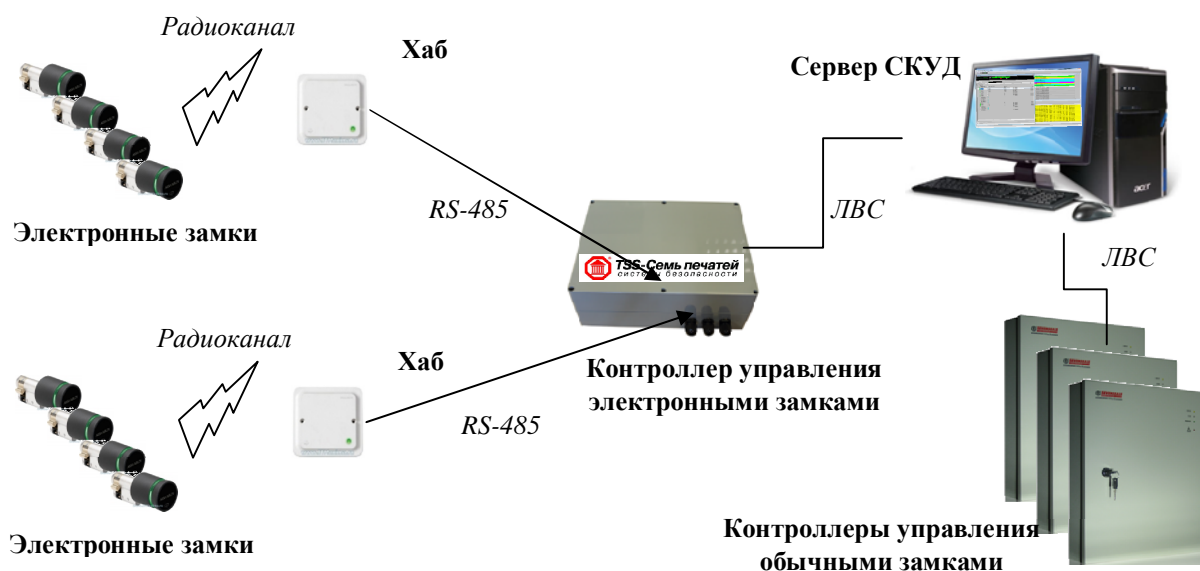 Радиоканал
Хаб
Сервер СКУД
acer
Электронные замки
RS-485
ЛВС
TSS-Семь печатей
системы безопасности
ЛВС
Радиоканал
Хаб
Контроллер управления
электронными замками
RS-485
Контроллеры управления
обычными замками
Электронные замки